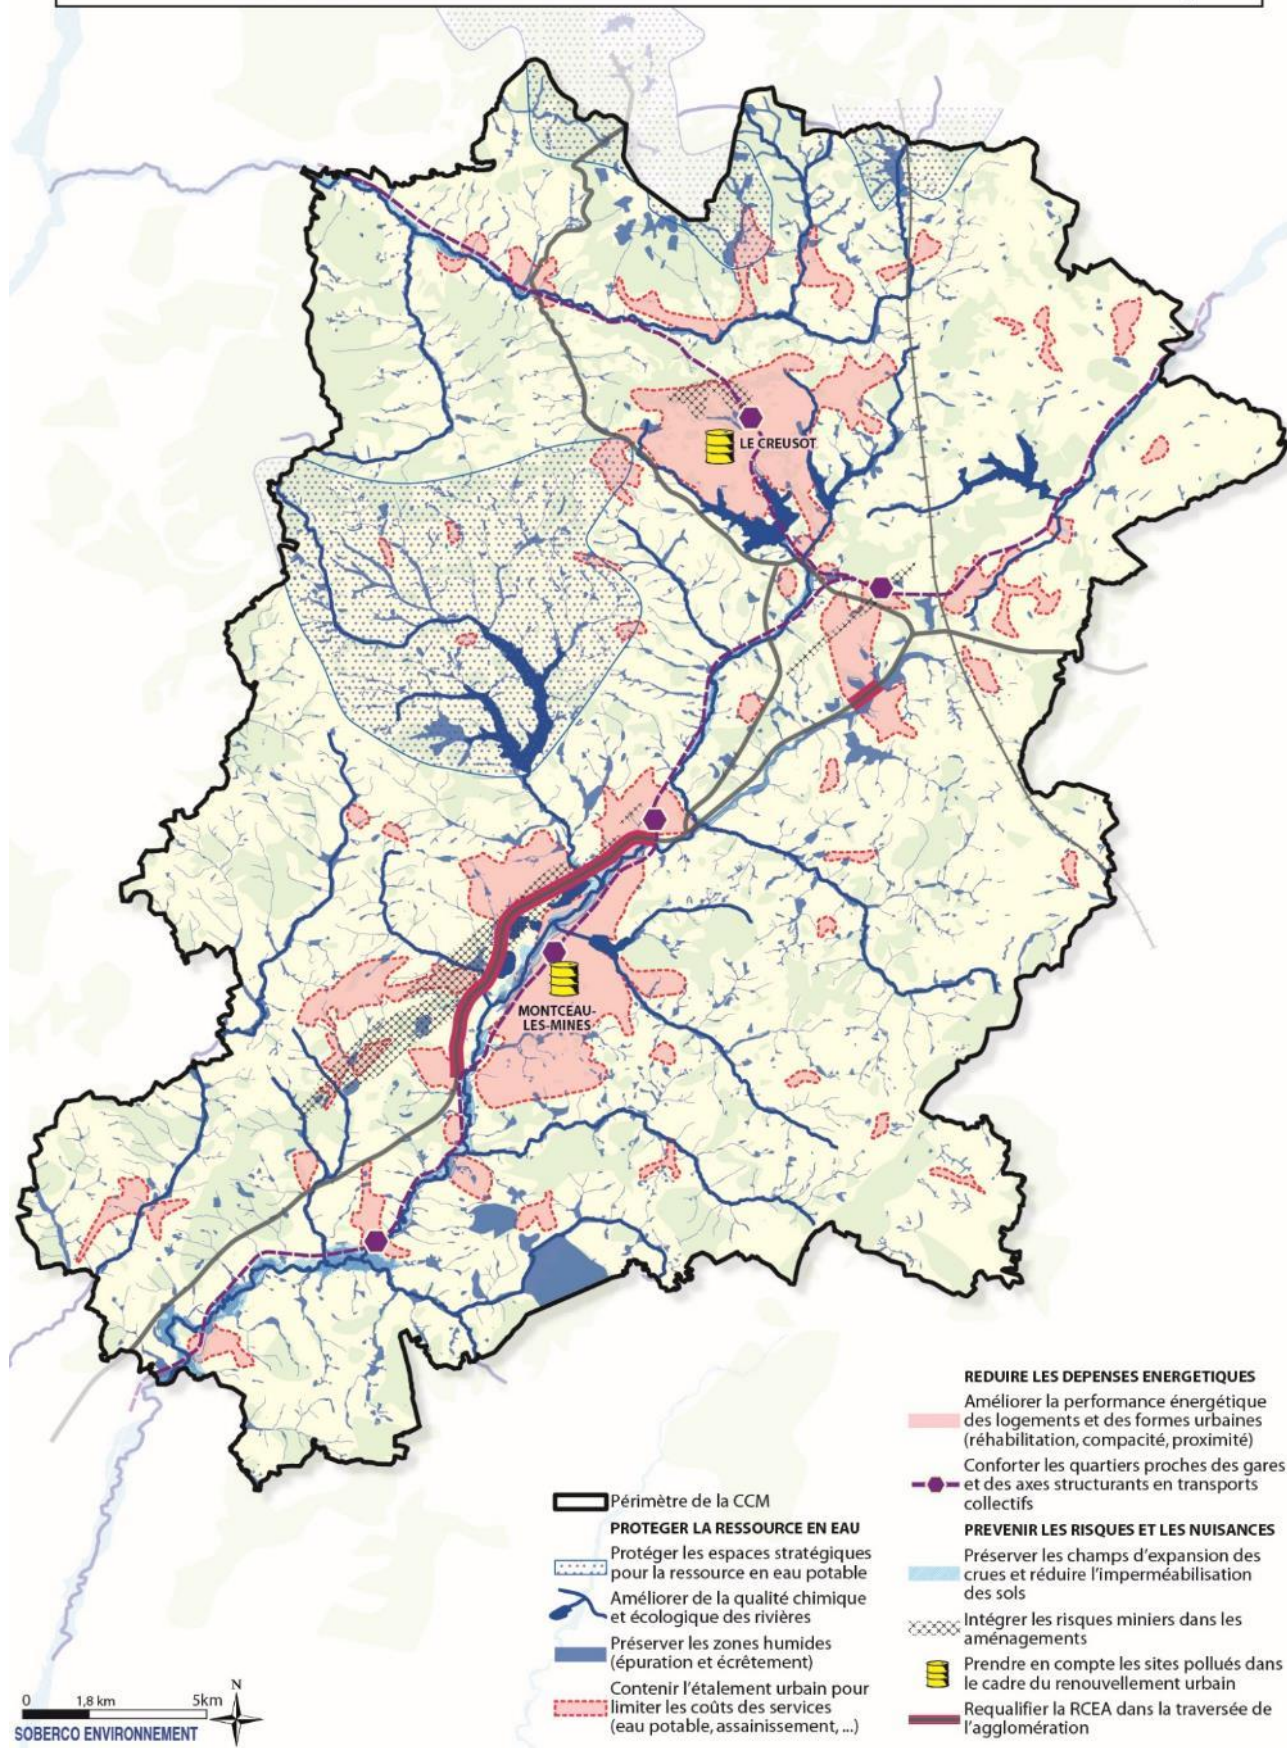 LE CREUSOT
MONTCEAU-
LES-MINES
Périmètre de la CCM
PROTEGER LA RESSOURCE EN EAU
Protéger les espaces stratégiques
pour la ressource en eau potable
Améliorer de la qualité chimique
et écologique des rivières
Préserver les zones humides
(épuration et écrêtement)
Contenir l'étalement urbain pour
limiter les coûts des services
(eau potable, assainissement, ...)
REDUIRE LES DEPENSES ENERGETIQUES
Améliorer la performance énergétique
des logements et des formes urbaines
(réhabilitation, compacité, proximité)
Conforter les quartiers proches des gares
et des axes structurants en transports
collectifs
PREVENIR LES RISQUES ET LES NUISANCES
Préserver les champs d'expansion des
crues et réduire l'imperméabilisation
des sols
Intégrer les risques miniers dans les
aménagements
Prendre en compte les sites pollués dans
le cadre du renouvellement urbain
Requalifier la RCEA dans la traversée de
l'agglomération
0 1,8 km 5km N
SOBERCO ENVIRONNEMENT